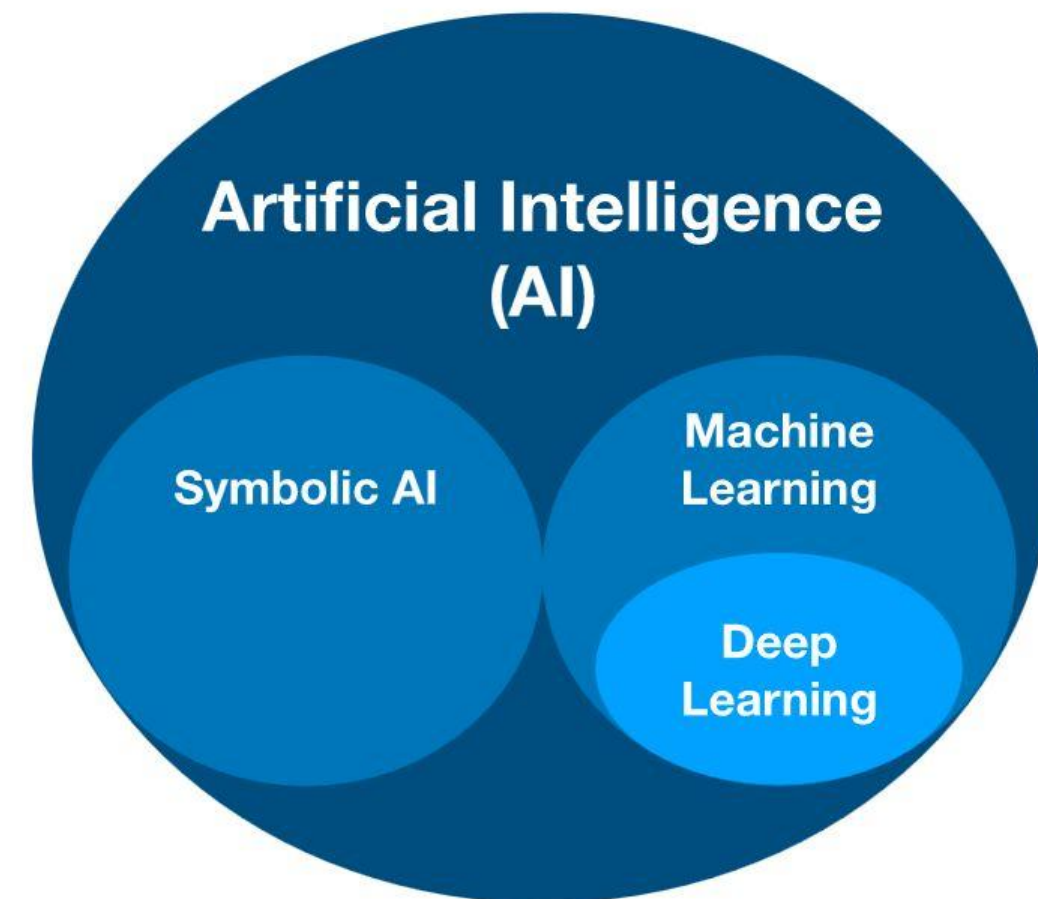 Artificial Intelligence
(AI)
Symbolic AI
Machine
Learning
Deep
Learning